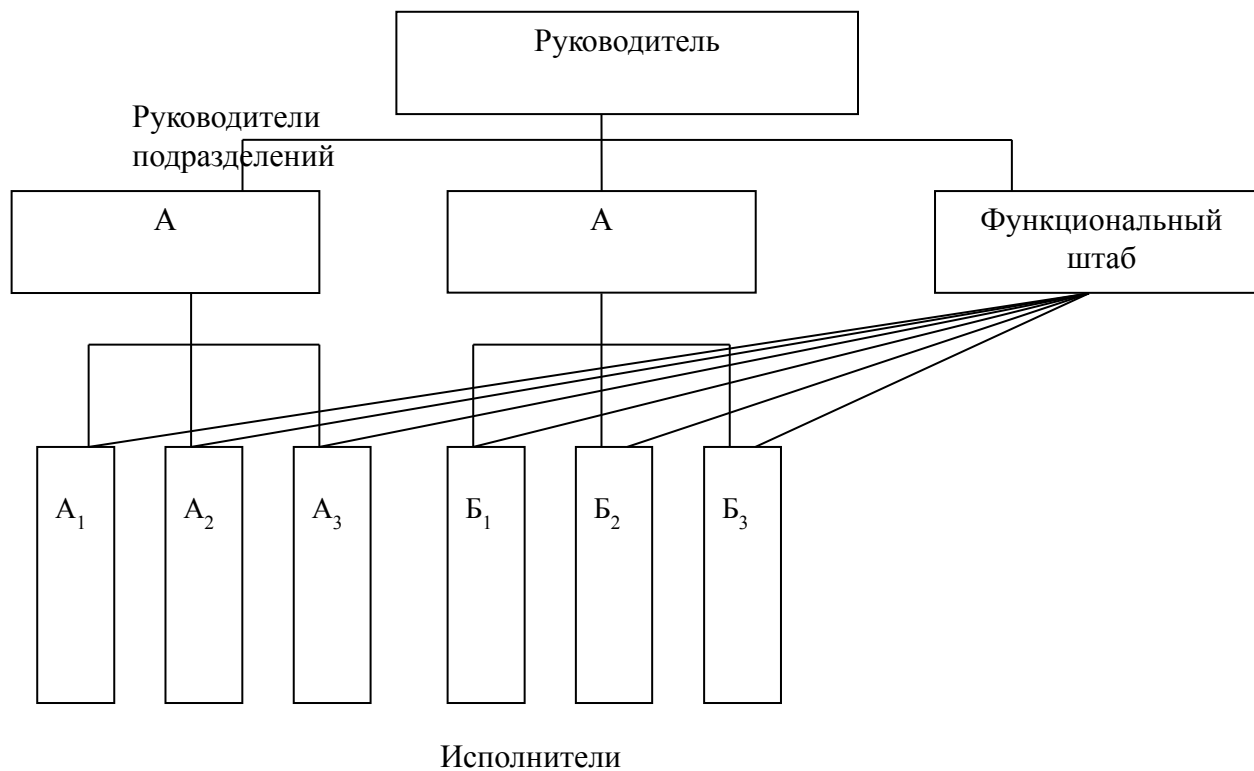 Руководитель
Руководители
подразделений
А
А
Функциональный
штаб
А₁
А₂
А₃
Б₁
Б₂
Б₃
Исполнители